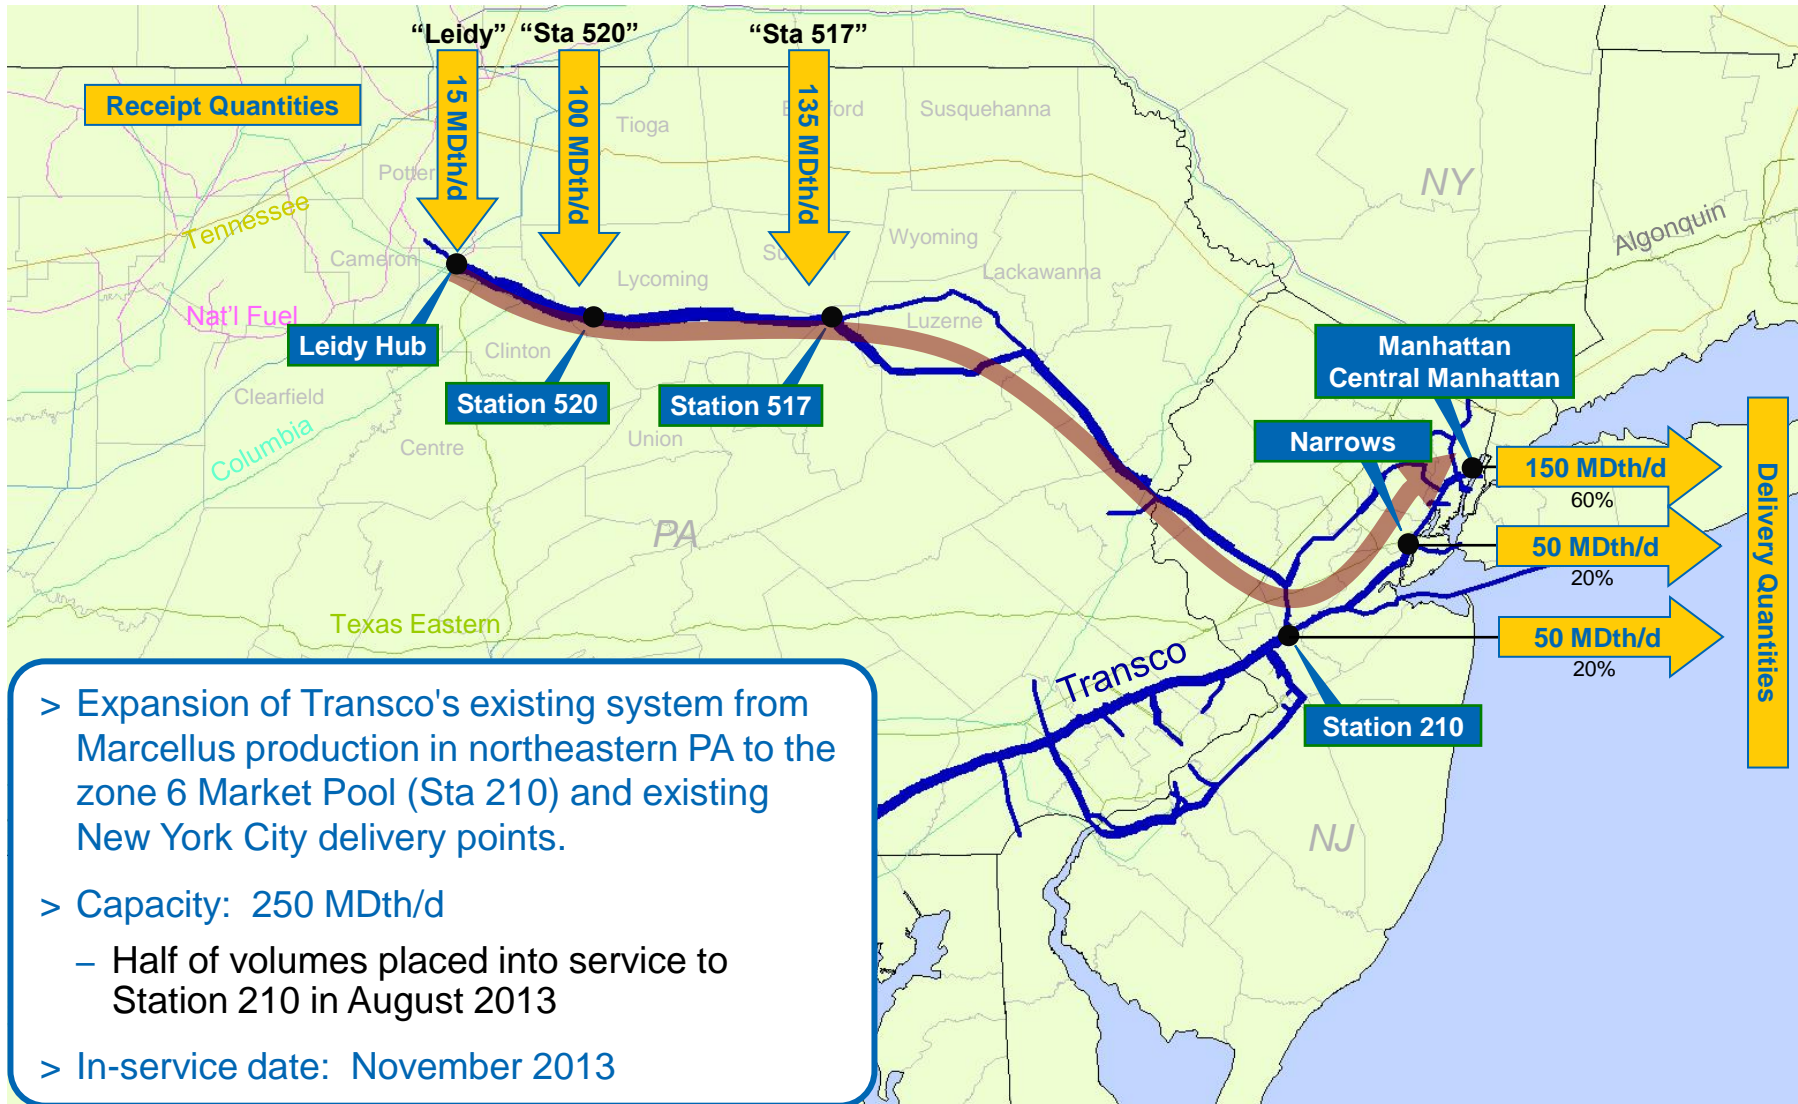 “Leidy” “Sta 520” “Sta 517”
Receipt Quantities
15 MDth/d
100 MDth/d
135 MDth/d
Tioga
Susquehanna
Potter
NY
Tennessee
Algonquin
Wyoming
Cameron
Lycoming
Lackawanna
Nat'l Fuel
Luzerne
Leidy Hub
Clinton
Manhattan
Central Manhattan
Clearfield
Station 520
Station 517
Columbia
Centre
Union
Narrows
150 MDth/d
60%
PA
50 MDth/d
20%
Texas Eastern
50 MDth/d
20%
Delivery Quantities
Transco
Station 210
NJ
> Expansion of Transco's existing system from
Marcellus production in northeastern PA to the
zone 6 Market Pool (Sta 210) and existing
New York City delivery points.
> Capacity: 250 MDth/d
– Half of volumes placed into service to
Station 210 in August 2013
> In-service date: November 2013